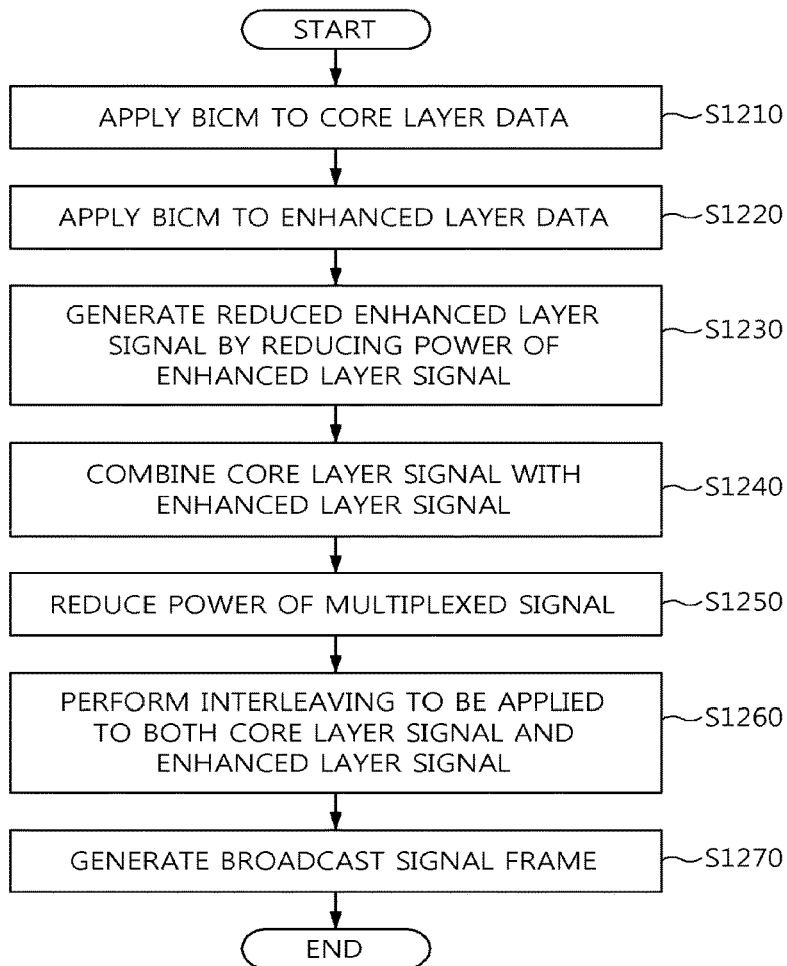 START
APPLY BICM TO CORE LAYER DATA
S1210
APPLY BICM TO ENHANCED LAYER DATA
S1220
GENERATE REDUCED ENHANCED LAYER
SIGNAL BY REDUCING POWER OF
ENHANCED LAYER SIGNAL
S1230
COMBINE CORE LAYER SIGNAL WITH
ENHANCED LAYER SIGNAL
S1240
REDUCE POWER OF MULTIPLEXED SIGNAL
S1250
PERFORM INTERLEAVING TO BE APPLIED
TO BOTH CORE LAYER SIGNAL AND
ENHANCED LAYER SIGNAL
S1260
GENERATE BROADCAST SIGNAL FRAME
S1270
END